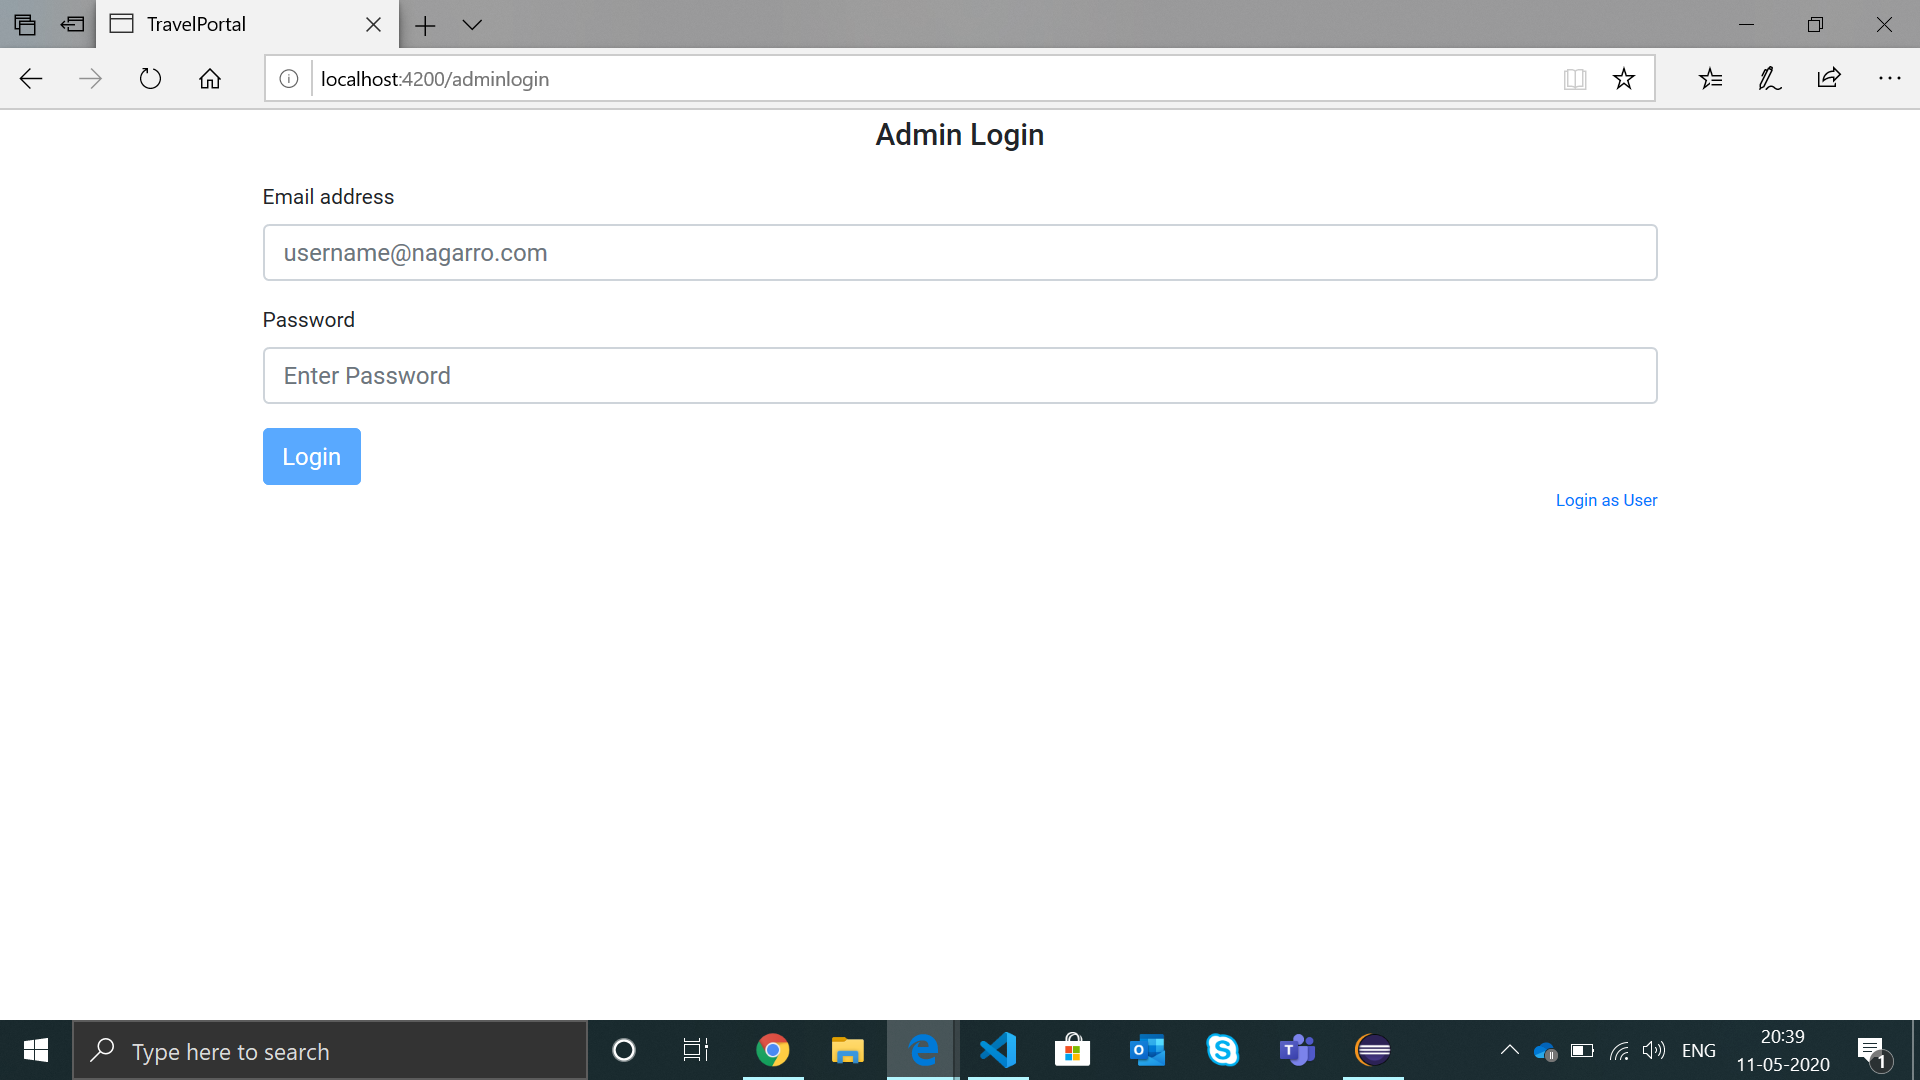 TravelPortal
localhost:4200/adminlogin
Admin Login
Email address
username@nagarro.com
Password
Enter Password
Login
Login as User
Type here to search
ENG
20:39
11-05-2020
1